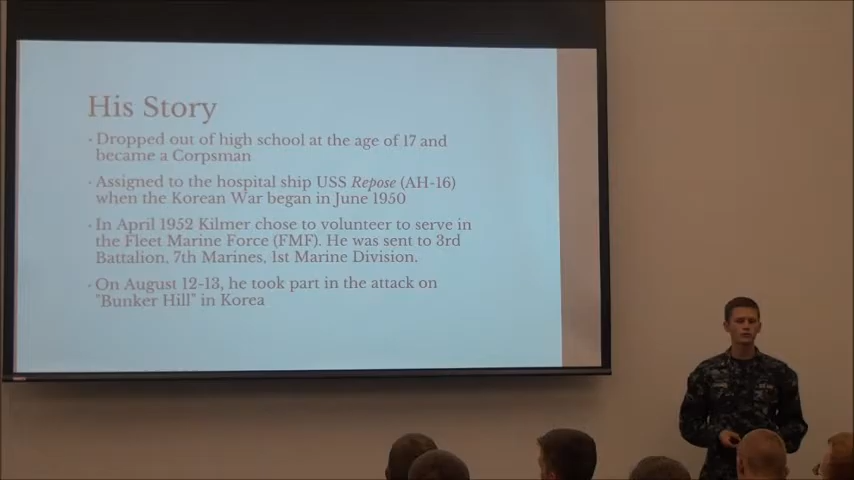 His Story
· Dropped out of high school at the age of 17 and
became a Corpsman
· Assigned to the hospital ship USS Repose (AH-16)
when the Korean War began in June 1950
· In April 1952 Kilmer chose to volunteer to serve in
the Fleet Marine Force (FMF). He was sent to 3rd
Battalion, 7th Marines, 1st Marine Division.
· On August 12-13, he took part in the attack on
"Bunker Hill" in Korea